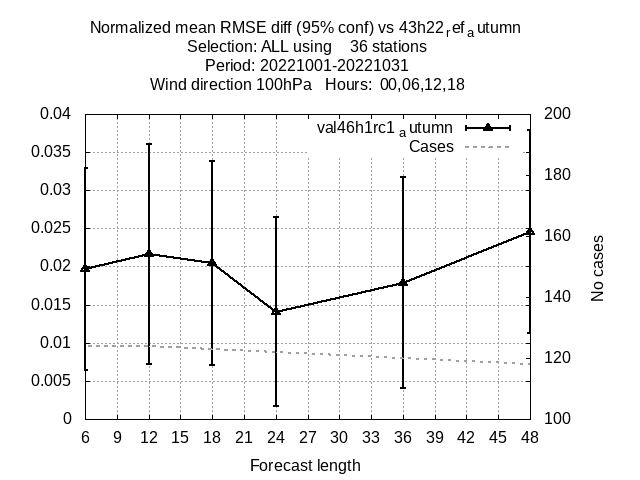 Normalized mean RMSE diff (95% conf) vs 43h22refautumn
Selection: ALL using 36 stations
Period: 20221001-20221031
Wind direction 100hPa Hours: 00,06,12,18
val46h1rc1autumn
Cases
0.04
0.035
0.03
0.025
0.02
0.015
0.01
0.005
0
200
180
160
140
120
100
No cases
6 9 12 15 18 21 24 27 30 33 36 39 42 45 48
Forecast length